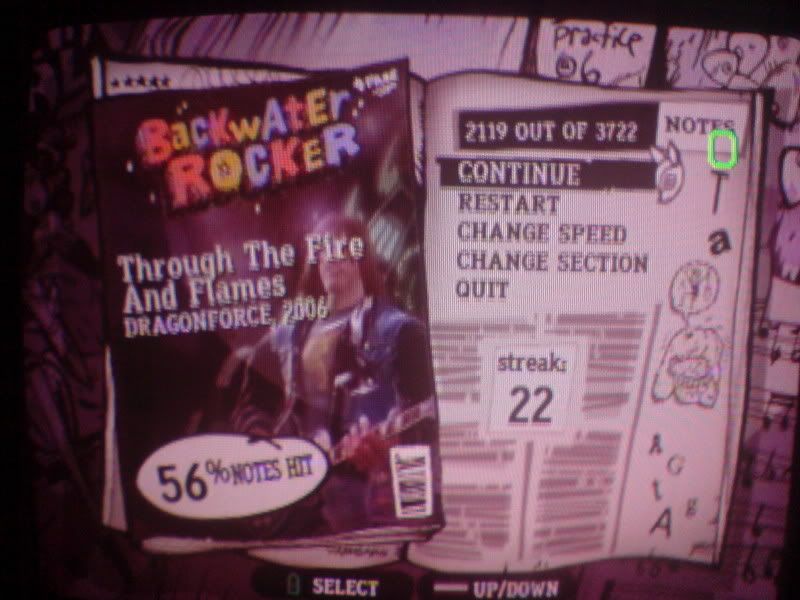 practice
6
BACKWATER
ROCKER
Through The Fire
And Flames
DRAGONFORCE, 2006
56% NOTES HIT
2119 OUT OF 3722 NOTES
CONTINUE
RESTART
CHANGE SPEED
CHANGE SECTION
QUIT
streak:
22
T
a
A
SELECT
UP/DOWN